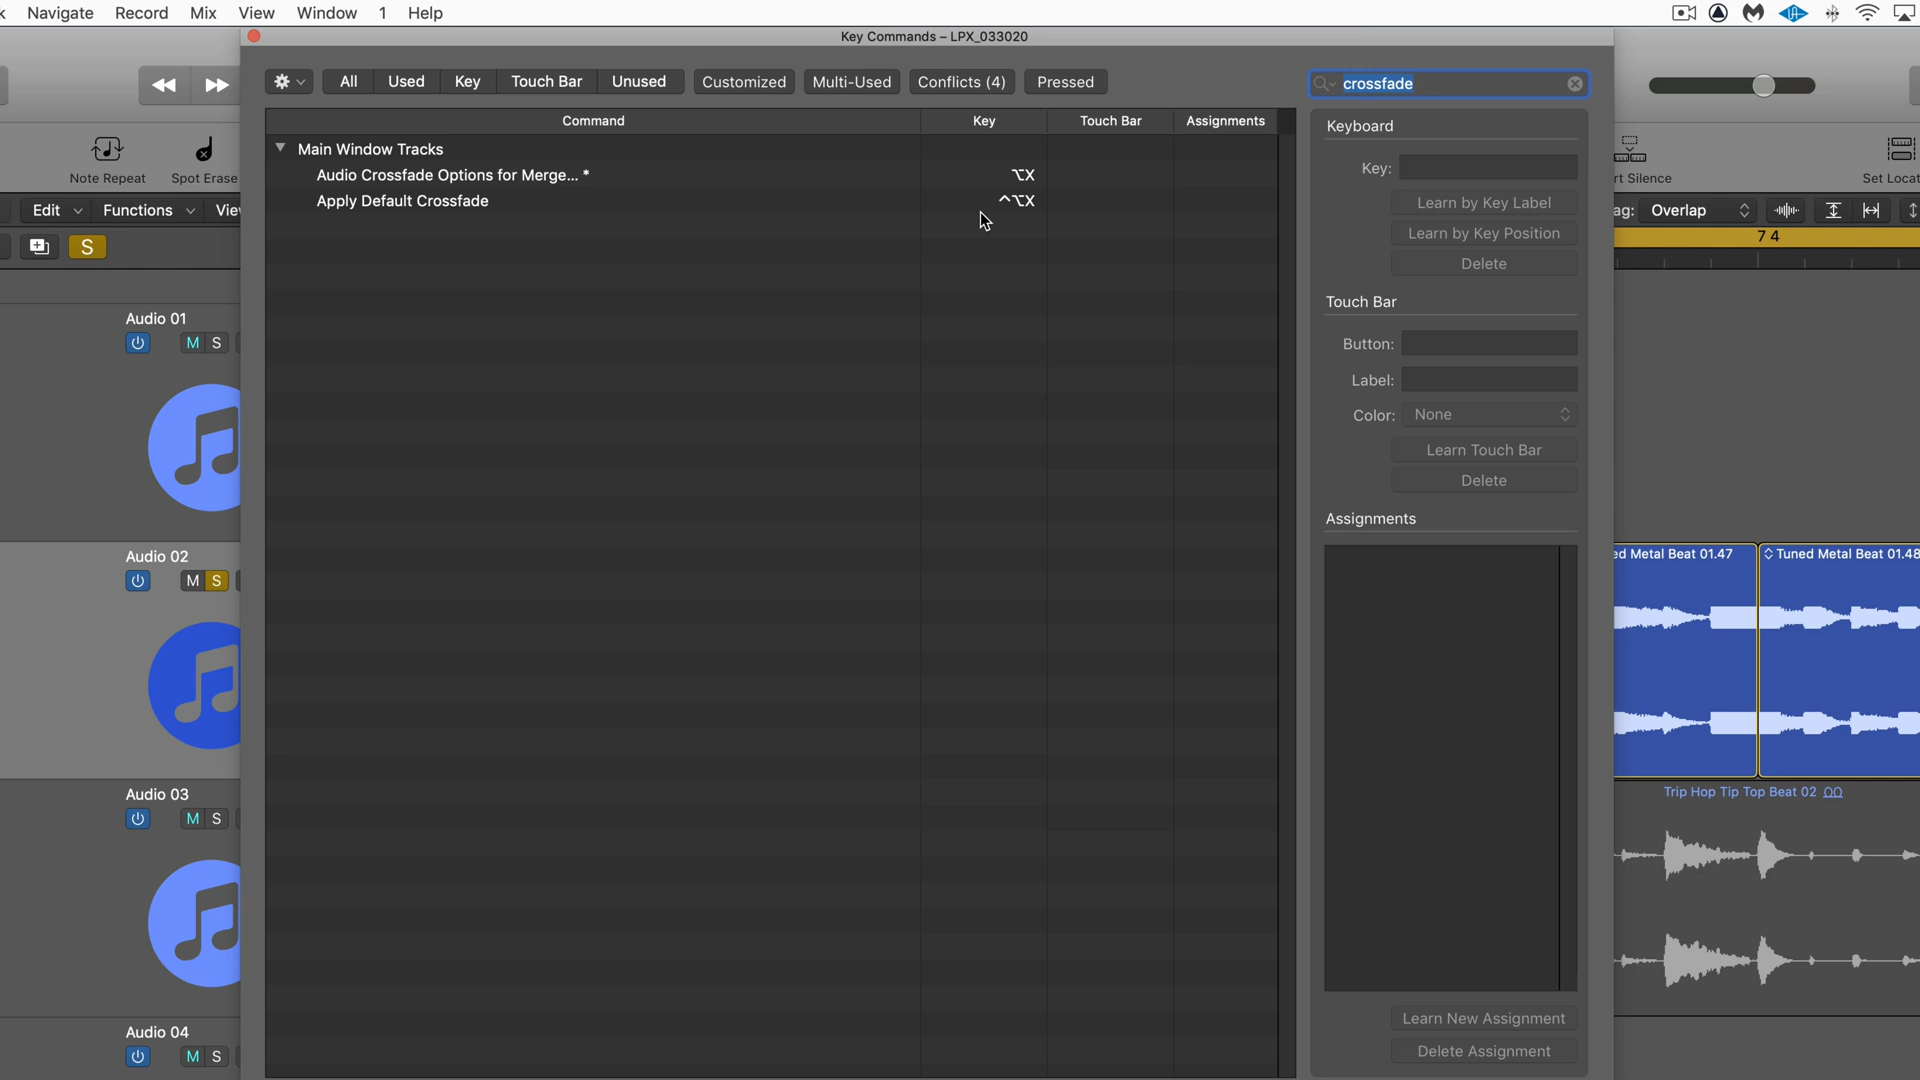 Navigate Record Mix View Window 1 Help
Key Commands – LPX_033020
All Used Key Touch Bar Unused Customized Multi-Used Conflicts (4) Pressed
crossfade
Command Key Touch Bar Assignments
Main Window Tracks
Audio Crossfade Options for Merge... * ⌥X
Apply Default Crossfade ^⌥X
Keyboard
Key:
Learn by Key Label
Learn by Key Position
Delete
Touch Bar
Button:
Label:
Color: None
Learn Touch Bar
Delete
Assignments
Learn New Assignment
Delete Assignment
Note Repeat Spot Erase
Edit Functions
S
Audio 01
M S
Audio 02
M S
Audio 03
M S
Audio 04
M S
Silence
Set
Overlap
7 4
Metal Beat 01.47
Tuned Metal Beat 01.48
Trip Hop Tip Top Beat 02